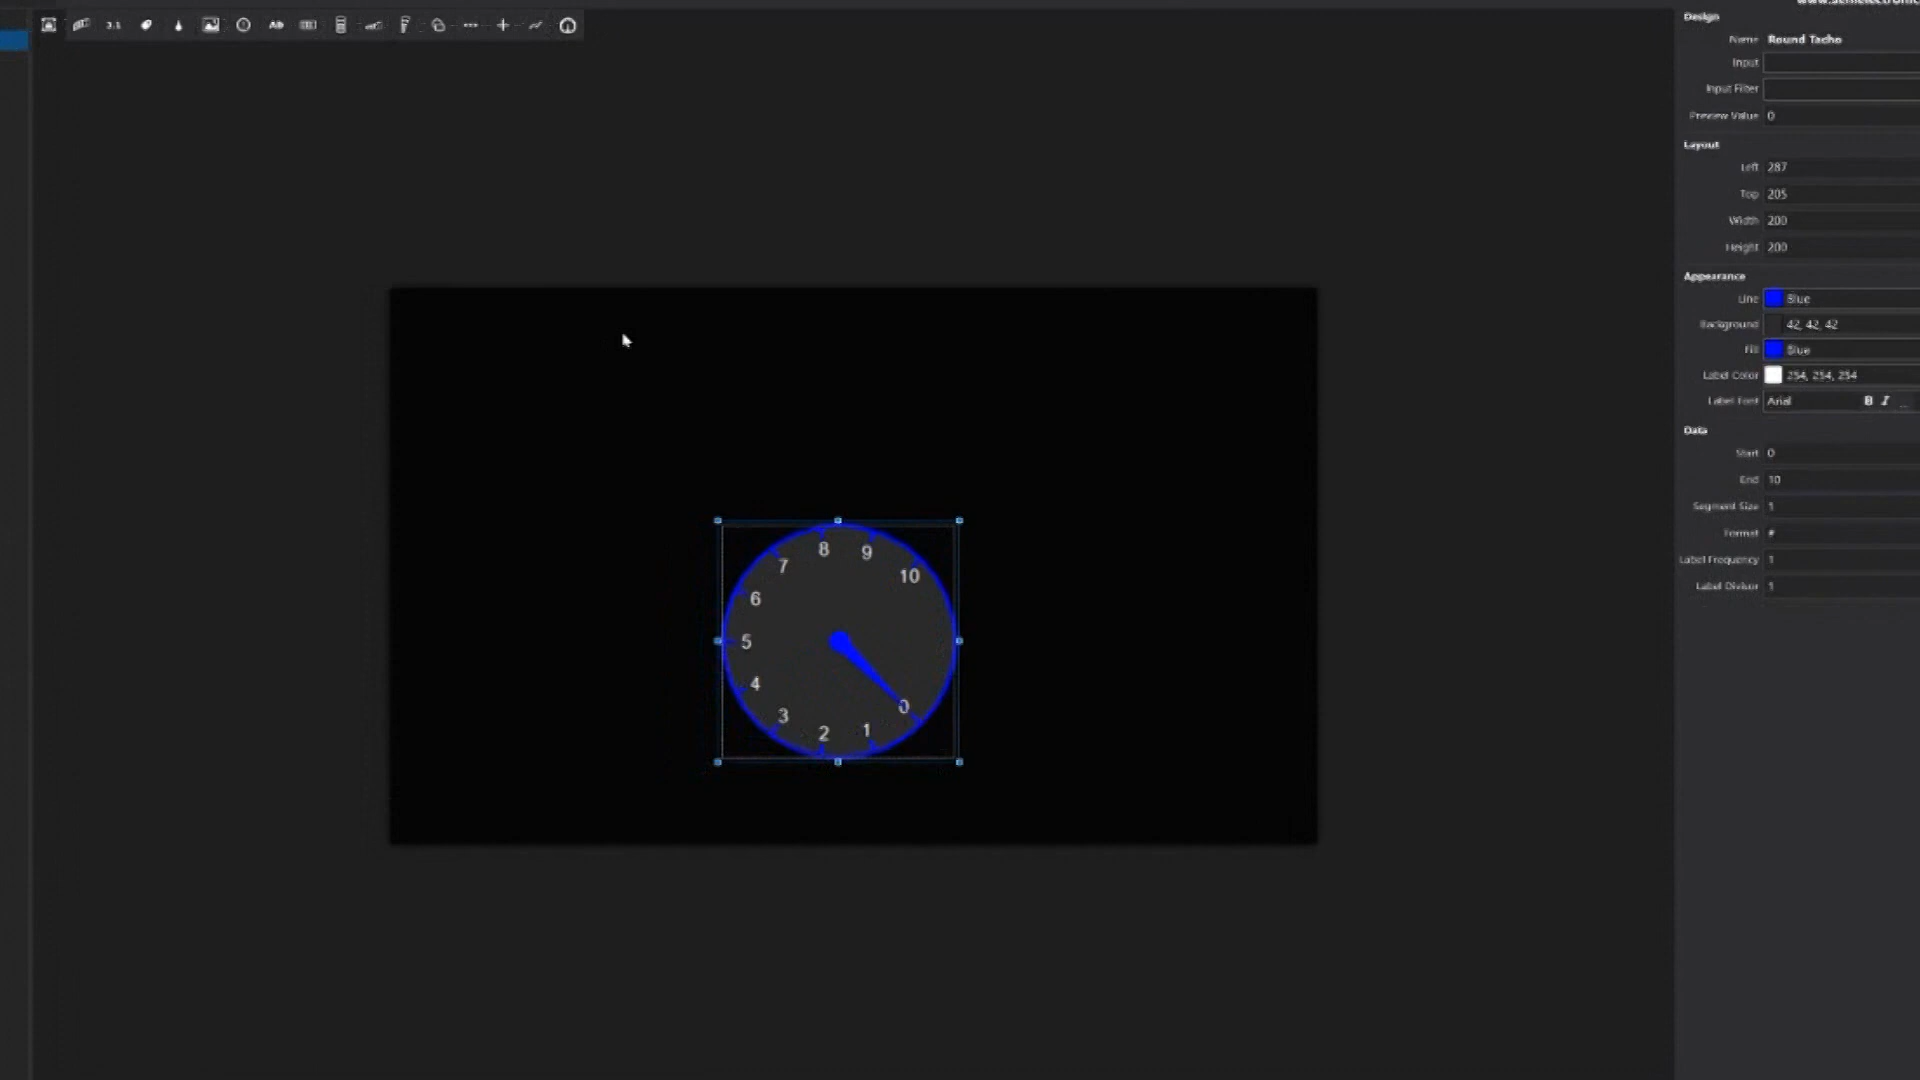 3.1
AB
Design
Name Round Tacho
Input
Input Filter
Preview Value 0
Layout
Left 287
Top 205
Width 200
Height 200
Appearance
Line Blue
Background 42, 42, 42
Fill Blue
Label Color 254, 254, 254
Label Font Arial B I ...
Data
Start 0
End 10
Segment Size 1
Format #
Label Frequency 1
Label Divisor 1
8
9
7
10
6
5
4
0
3
1
2